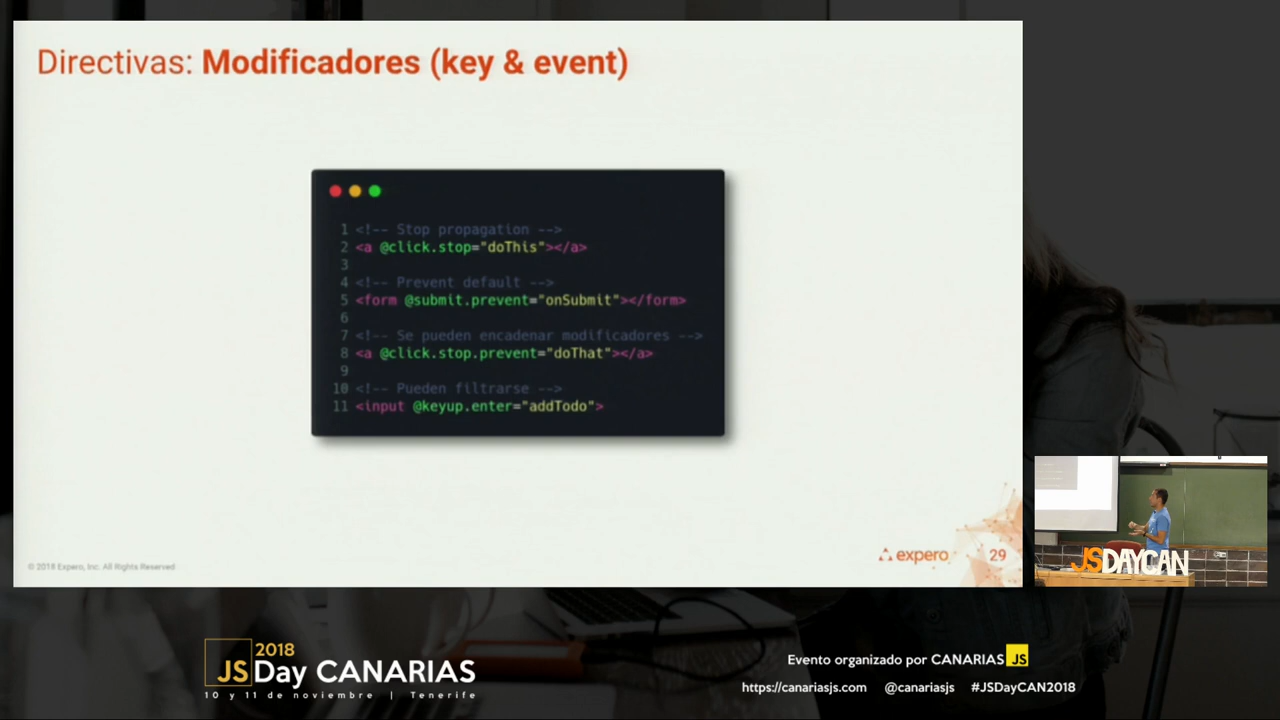 Directivas: Modificadores (key & event)
1 <!-- Stop propagation -->
2 <a @click.stop="doThis"></a>
3
4 <!-- Prevent default -->
5 <form @submit.prevent="onSubmit"></form>
6
7 <!-- Se pueden encadenar modificadores -->
8 <a @click.stop.prevent="doThat"></a>
9
10 <!-- Pueden filtrarse -->
11 <input @keyup.enter="addTodo">
© 2018 Expero, Inc. All Rights Reserved
expero
29
JSDAYCAN
2018
JSDay CANARIAS
10 y 11 de noviembre | Tenerife
Evento organizado por CANARIAS JS
https://canariasjs.com @canariasjs #JSDayCAN2018